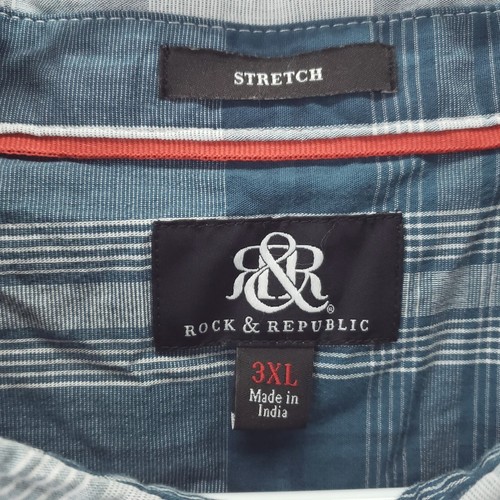 STRETCH
R&R®
ROCK & REPUBLIC
3XL
Made in
India